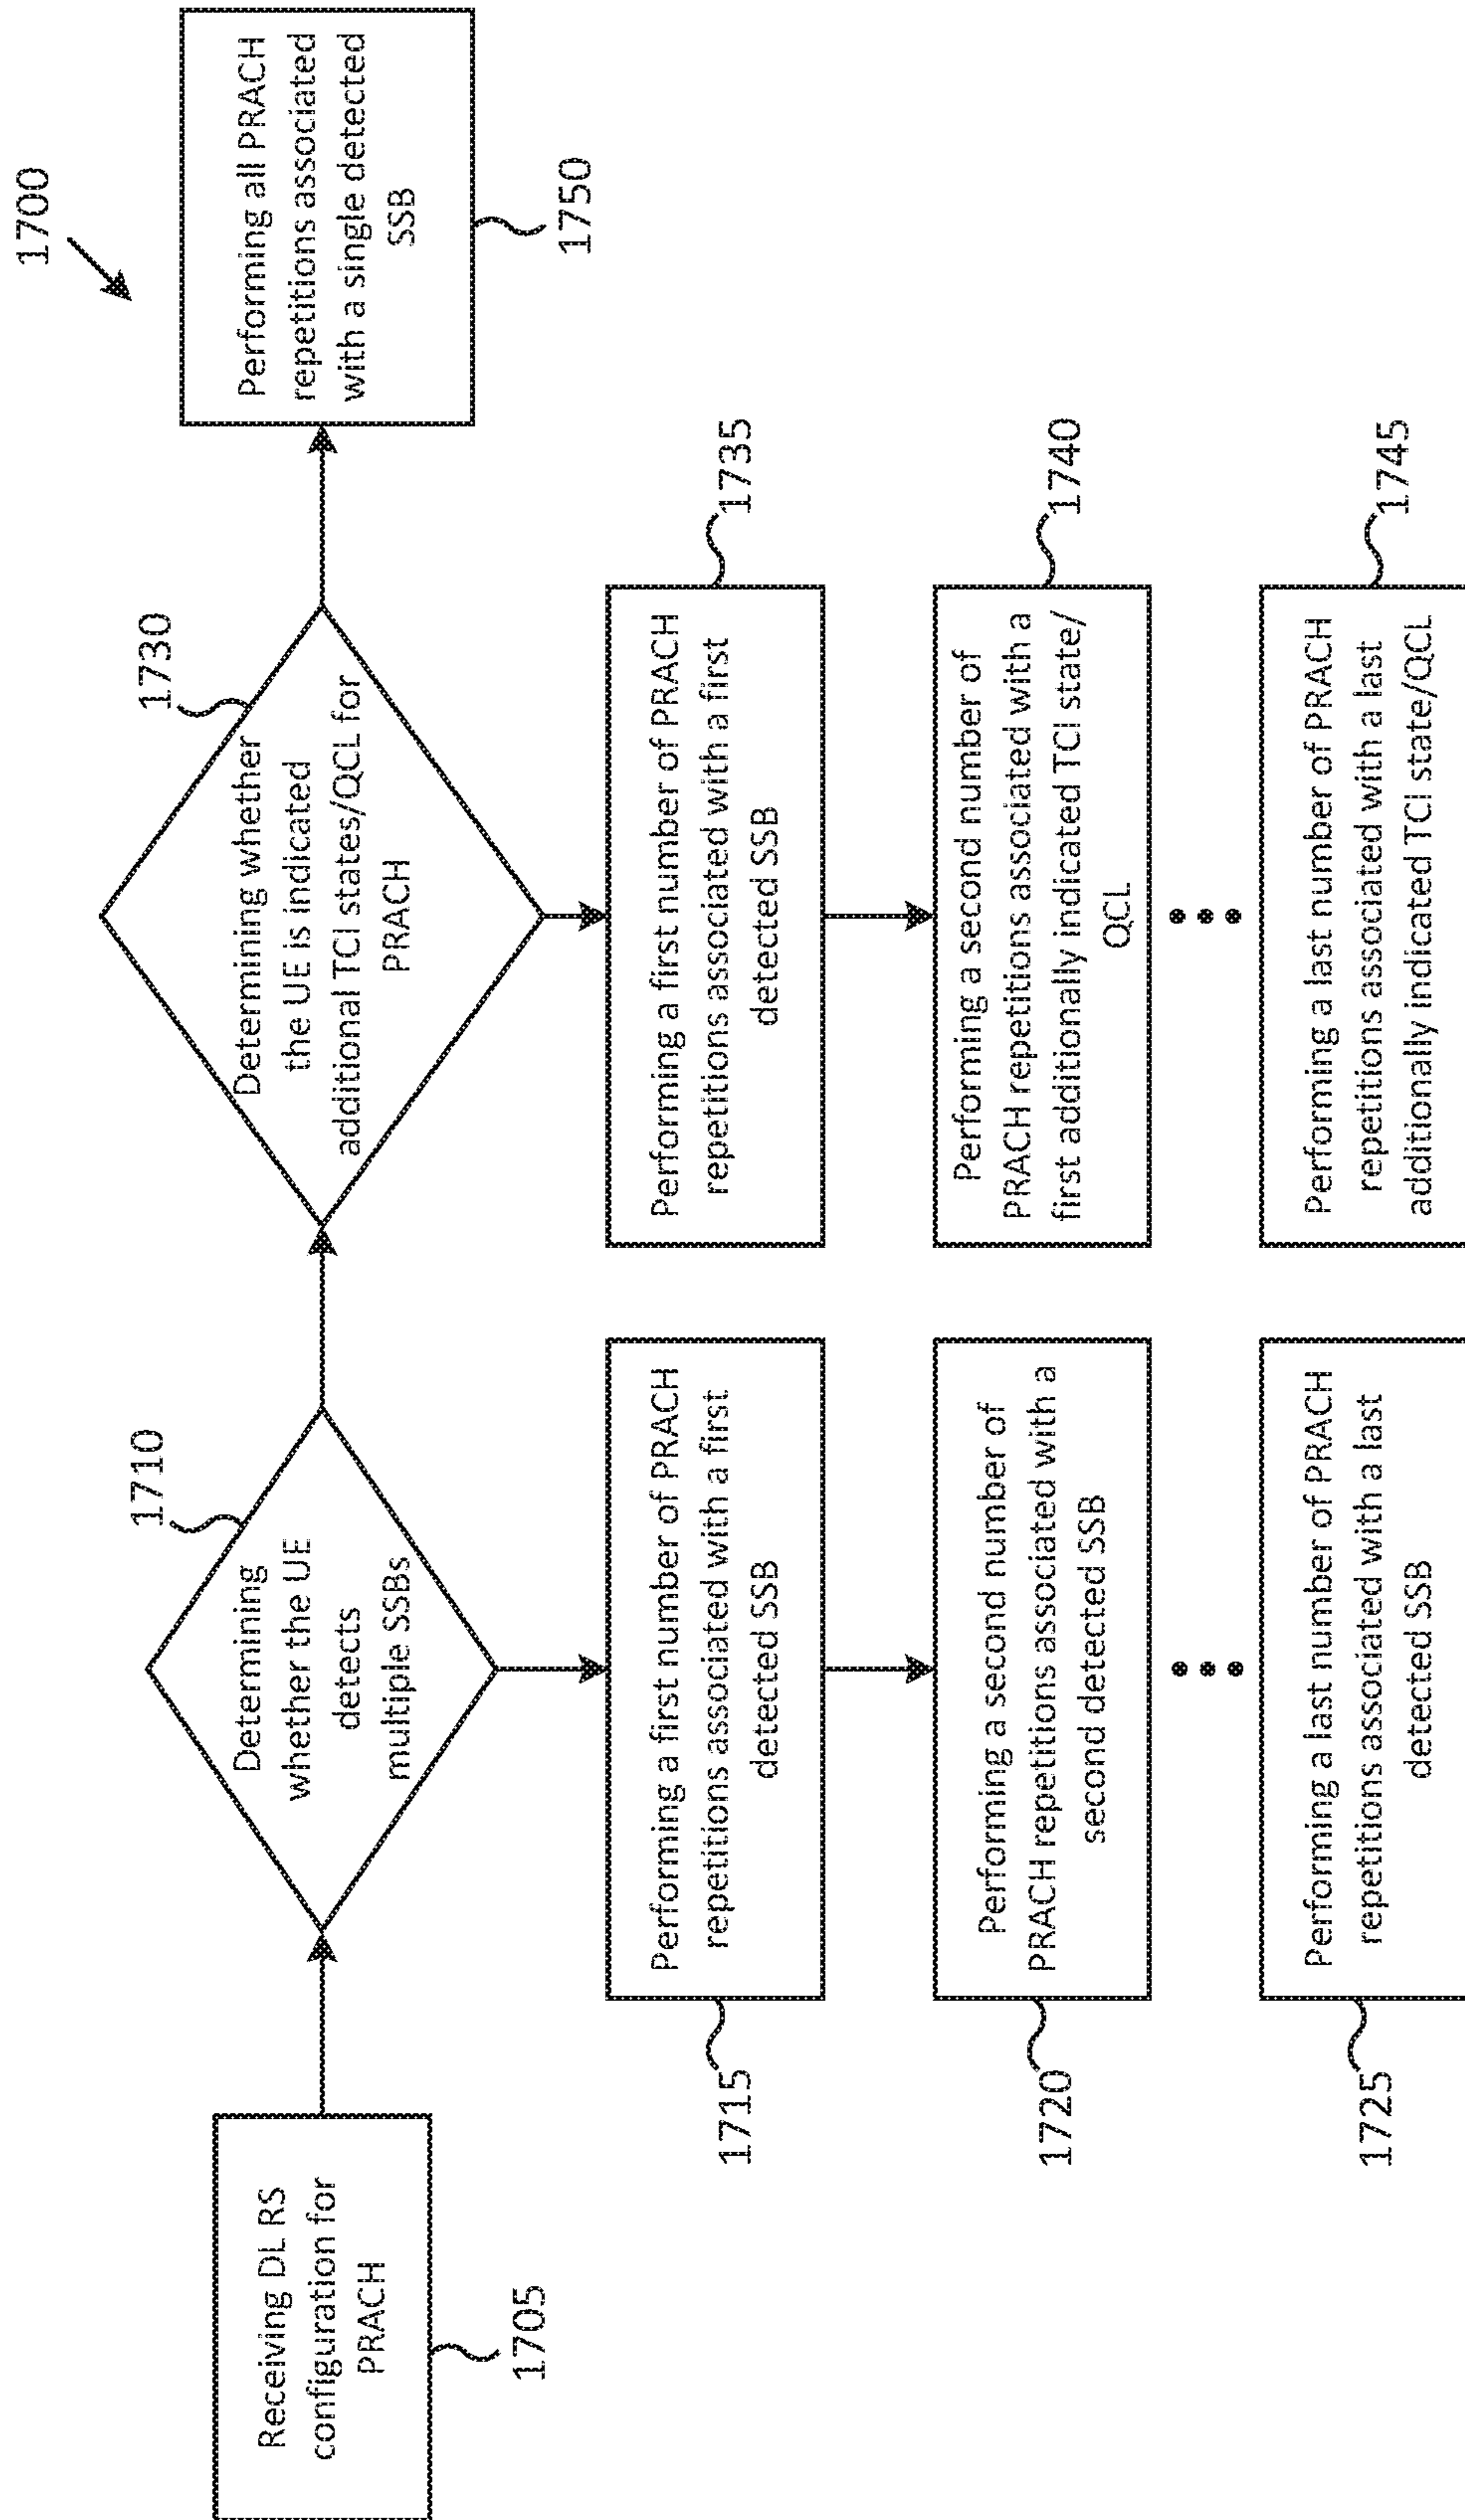 1700
Receiving DL RS
configuration for
PRACH
1705
1710
Determining
whether the UE
detects
multiple SSBs
1730
Determining whether
the UE is indicated
additional TCI states/QCL for
PRACH
Performing all PRACH
repetitions associated
with a single detected
SSB
1750
1715
Performing a first number of PRACH
repetitions associated with a first
detected SSB
Performing a first number of PRACH
repetitions associated with a first
detected SSB
1735
1720
Performing a second number of
PRACH repetitions associated with a
second detected SSB
Performing a second number of
PRACH repetitions associated with a
first additionally indicated TCI state/
QCL
1740
1725
Performing a last number of PRACH
repetitions associated with a last
detected SSB
Performing a last number of PRACH
repetitions associated with a last
additionally indicated TCI state/QCL
1745